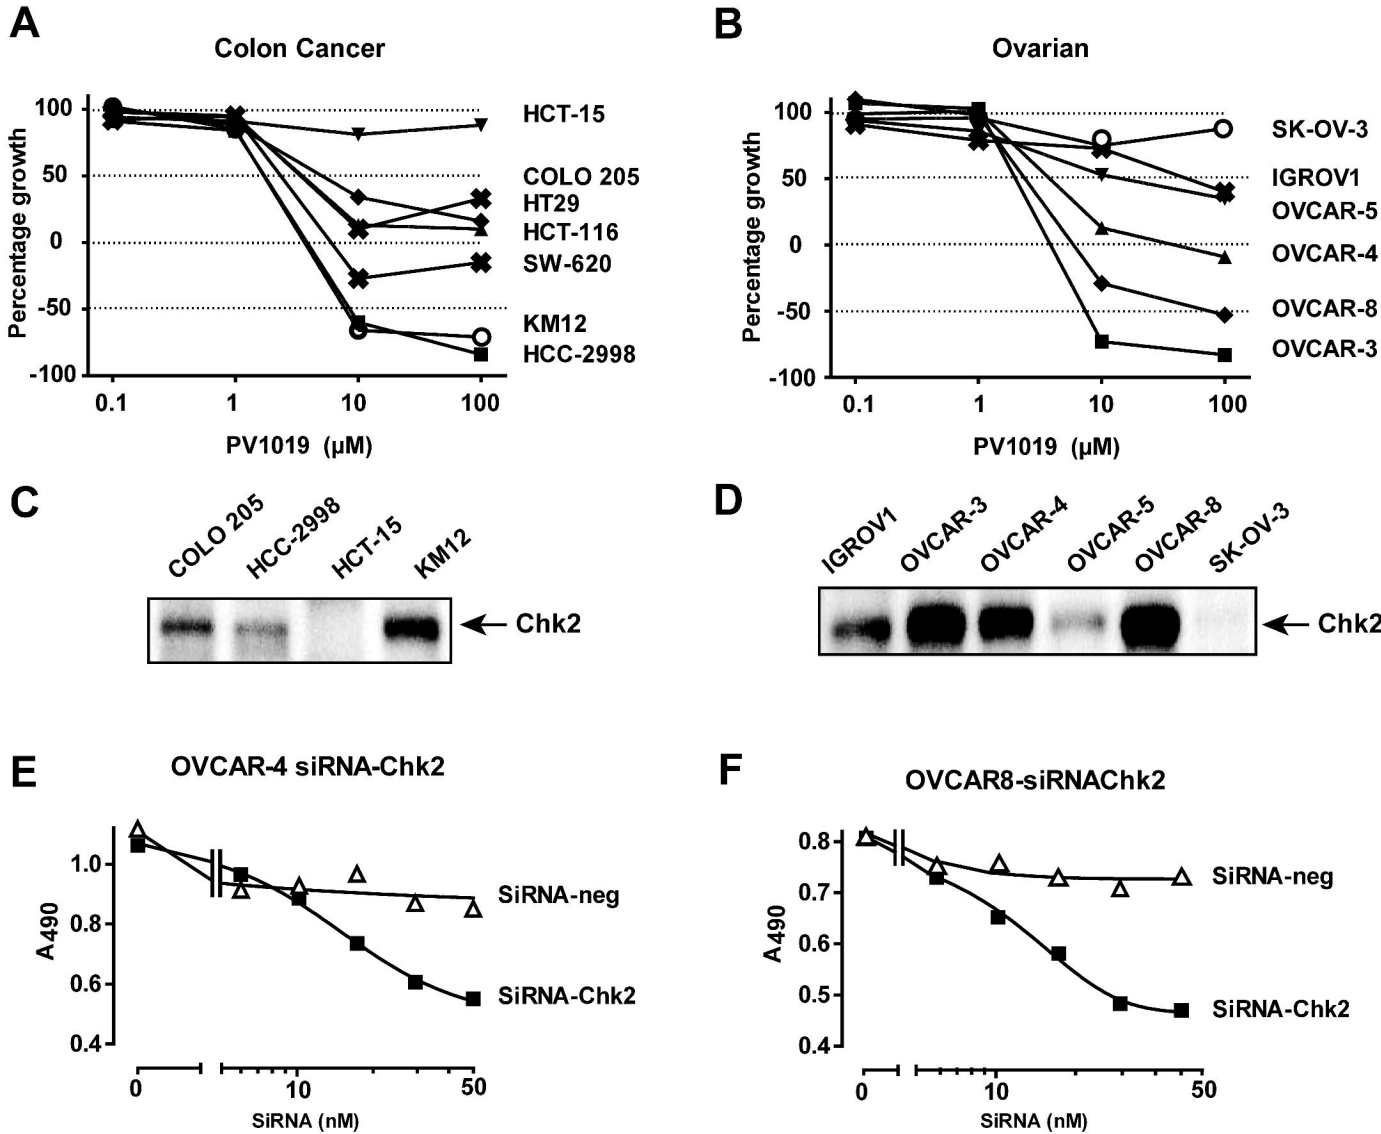 A
Colon Cancer
100
50
0
-50
-100
Percentage growth
0.1
1
10
100
PV1019 (µM)
HCT-15
COLO 205
HT29
HCT-116
SW-620
KM12
HCC-2998
B
Ovarian
100
50
0
-50
-100
Percentage growth
0.1
1
10
100
PV1019 (µM)
SK-OV-3
IGROV1
OVCAR-5
OVCAR-4
OVCAR-8
OVCAR-3
C
COLO 205
HCC-2998
HCT-15
KM12
Chk2
D
IGROV1
OVCAR-3
OVCAR-4
OVCAR-5
OVCAR-8
SK-OV-3
Chk2
E
OVCAR-4 siRNA-Chk2
1.0
0.8
0.6
0.4
A490
0
10
50
SiRNA (nM)
SiRNA-neg
SiRNA-Chk2
F
OVCAR8-siRNAChk2
0.8
0.7
0.6
0.5
0.4
A490
0
10
50
SiRNA (nM)
SiRNA-neg
SiRNA-Chk2